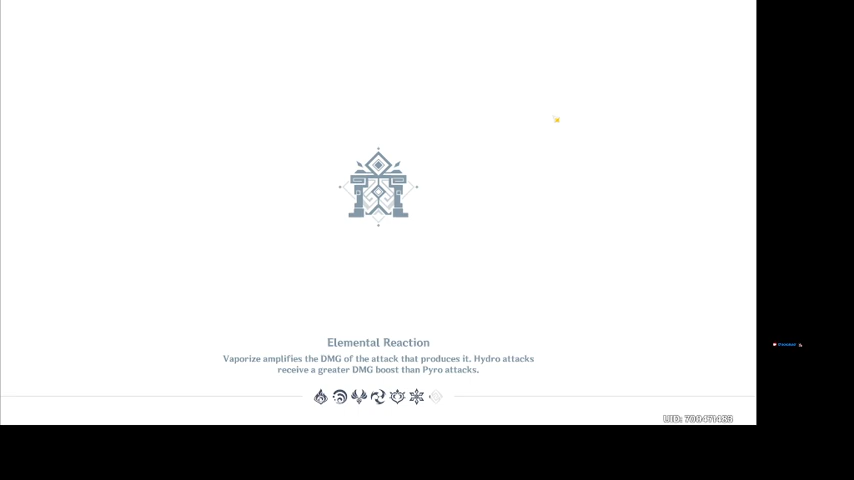 Elemental Reaction
Vaporize amplifies the DMG of the attack that produces it. Hydro attacks
receive a greater DMG boost than Pyro attacks.